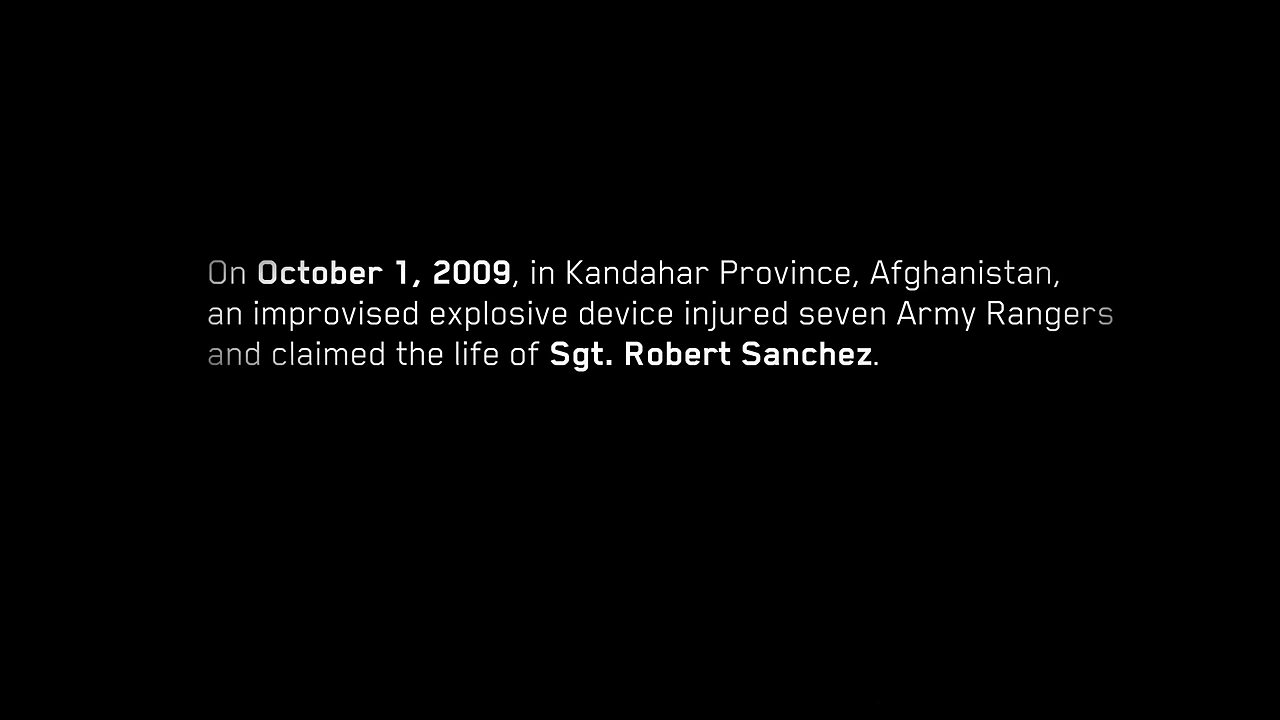 On October 1, 2009, in Kandahar Province, Afghanistan,
an improvised explosive device injured seven Army Rangers
and claimed the life of Sgt. Robert Sanchez.